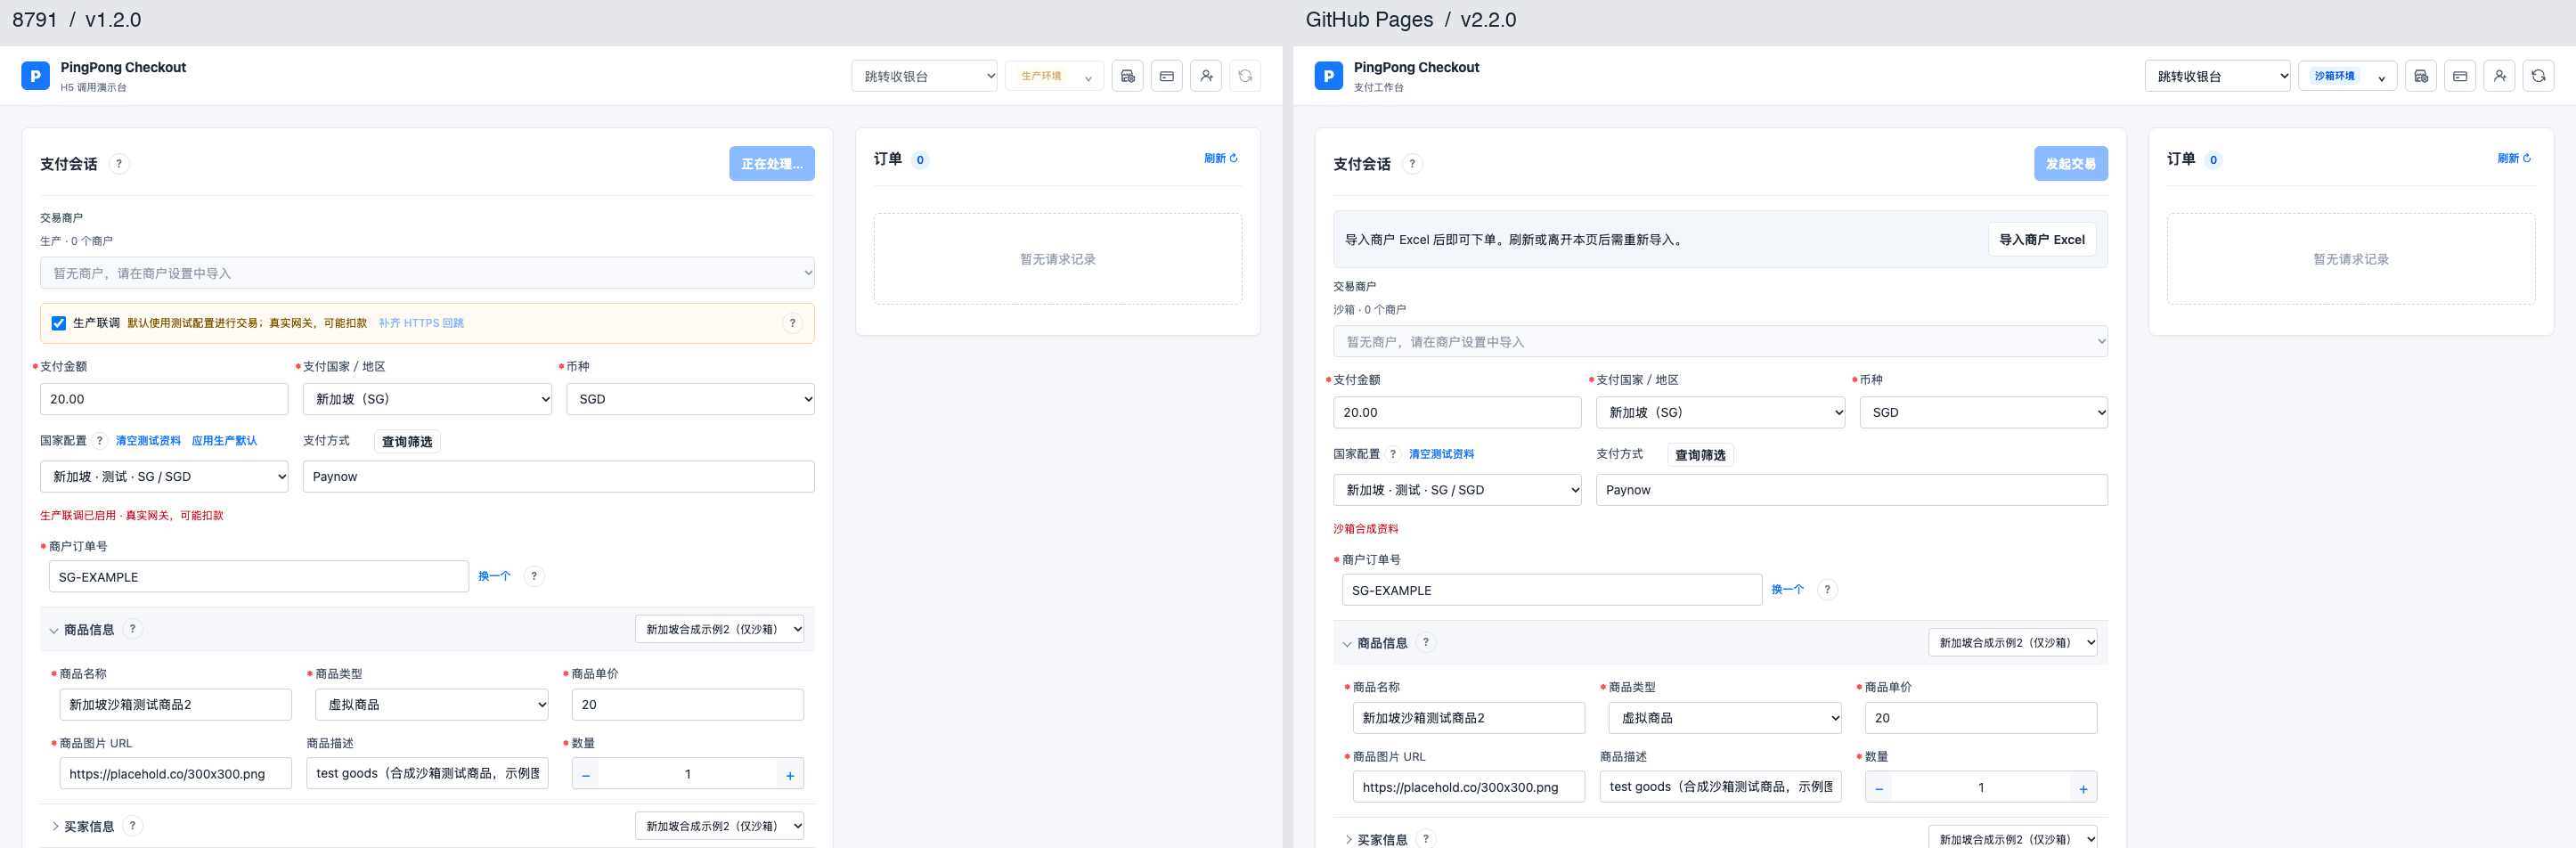 8791 / v1.2.0
P
PingPong Checkout
H5 调用演示台
跳转收银台
生产环境
支付会话 ?
正在处理...
交易商户
生产 · 0 个商户
暂无商户，请在商户设置中导入
生产联调 默认使用测试配置进行交易；真实网关，可能扣款 补齐 HTTPS 回跳 ?
*支付金额
*支付国家 / 地区
*币种
20.00
新加坡（SG）
SGD
国家配置 ? 清空测试资料 应用生产默认
支付方式 查询筛选
新加坡 · 测试 · SG / SGD
Paynow
生产联调已启用 · 真实网关，可能扣款
*商户订单号
SG-EXAMPLE
换一个 ?
商品信息 ?
新加坡合成示例2（仅沙箱）
*商品名称
*商品类型
*商品单价
新加坡沙箱测试商品2
虚拟商品
20
*商品图片 URL
商品描述
*数量
https://placehold.co/300x300.png
test goods（合成沙箱测试商品，示例图
− 1 +
买家信息 ?
新加坡合成示例2（仅沙箱）
订单 0
刷新
暂无请求记录
GitHub Pages / v2.2.0
P
PingPong Checkout
支付工作台
跳转收银台
沙箱环境
支付会话 ?
发起交易
导入商户 Excel 后即可下单。刷新或离开本页后需重新导入。
导入商户 Excel
交易商户
沙箱 · 0 个商户
暂无商户，请在商户设置中导入
*支付金额
*支付国家 / 地区
*币种
20.00
新加坡（SG）
SGD
国家配置 ? 清空测试资料
支付方式 查询筛选
新加坡 · 测试 · SG / SGD
Paynow
沙箱合成资料
*商户订单号
SG-EXAMPLE
换一个 ?
商品信息 ?
新加坡合成示例2（仅沙箱）
*商品名称
*商品类型
*商品单价
新加坡沙箱测试商品2
虚拟商品
20
*商品图片 URL
商品描述
*数量
https://placehold.co/300x300.png
test goods（合成沙箱测试商品，示例图
− 1 +
买家信息 ?
新加坡合成示例2（仅沙箱）
订单 0
刷新
暂无请求记录